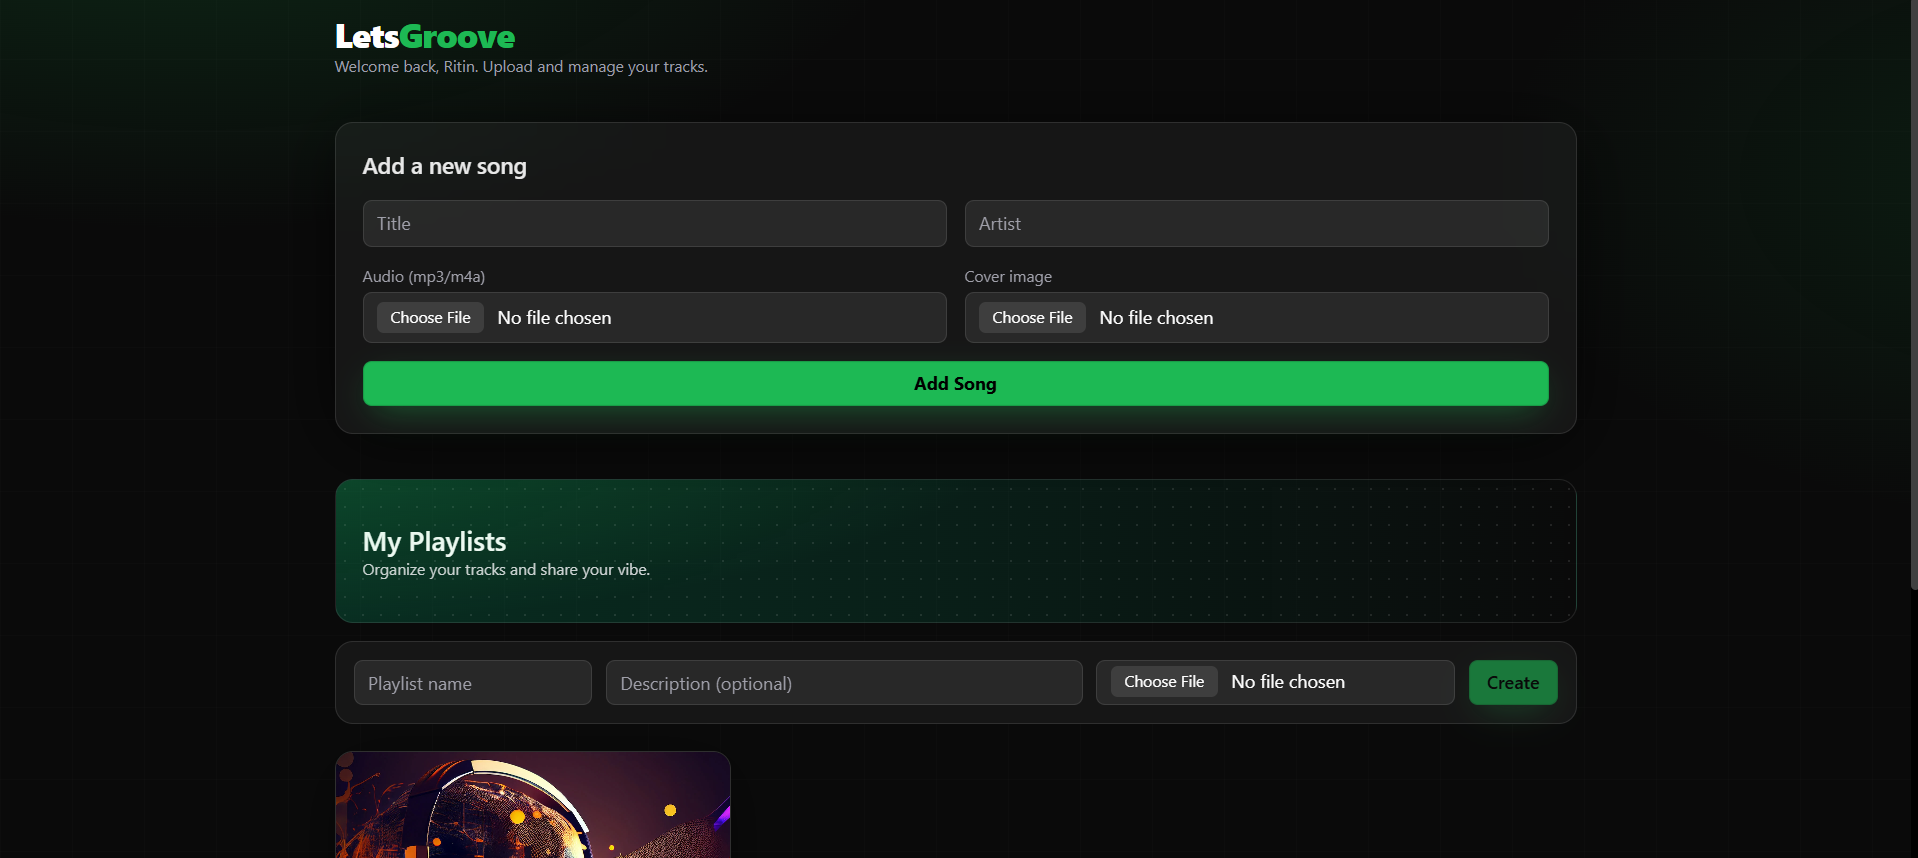 LetsGroove
Welcome back, Ritin. Upload and manage your tracks.
Add a new song
Title
Artist
Audio (mp3/m4a)
Cover image
Choose File No file chosen
Choose File No file chosen
Add Song
My Playlists
Organize your tracks and share your vibe.
Playlist name
Description (optional)
Choose File No file chosen
Create